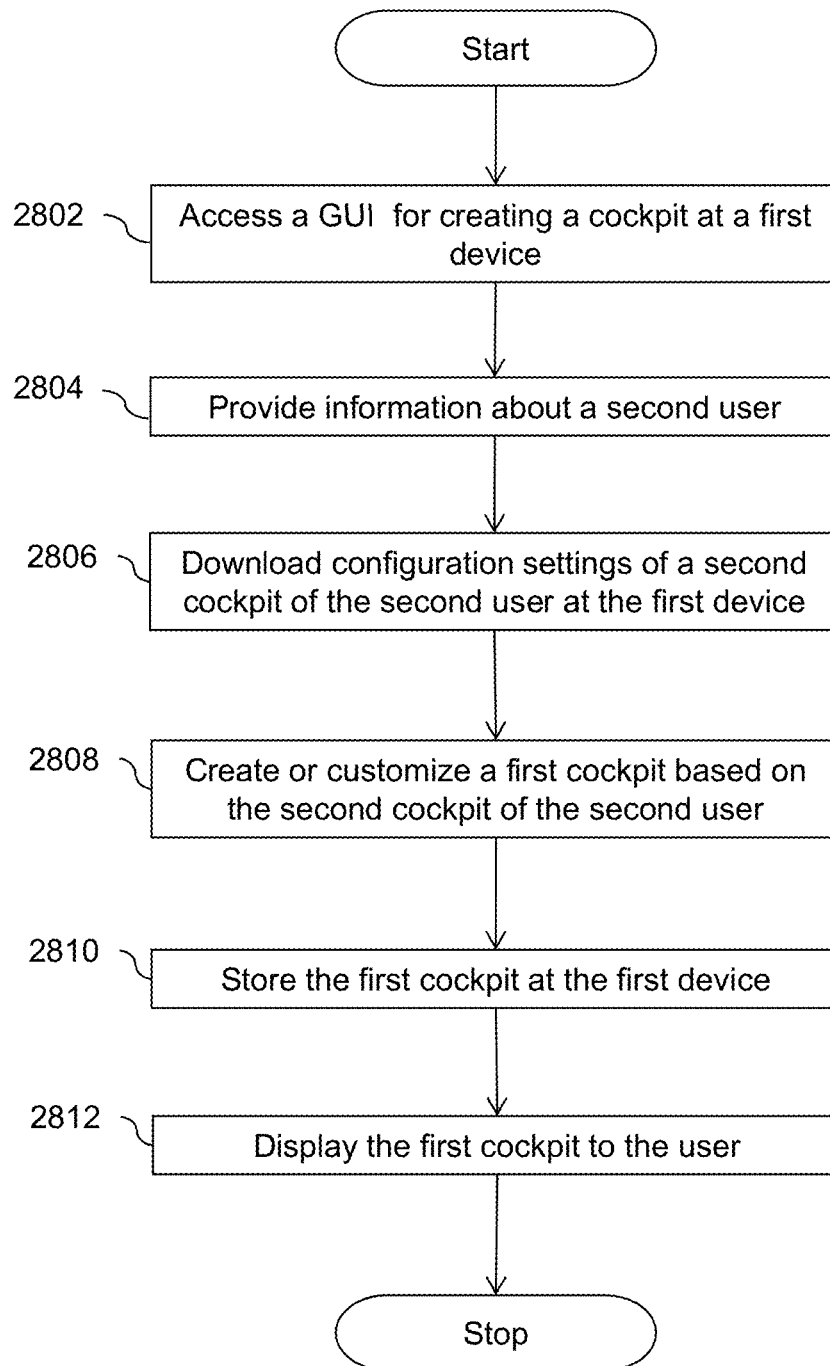 Start
2802
Access a GUI for creating a cockpit at a first
device
2804
Provide information about a second user
2806
Download configuration settings of a second
cockpit of the second user at the first device
2808
Create or customize a first cockpit based on
the second cockpit of the second user
2810
Store the first cockpit at the first device
2812
Display the first cockpit to the user
Stop